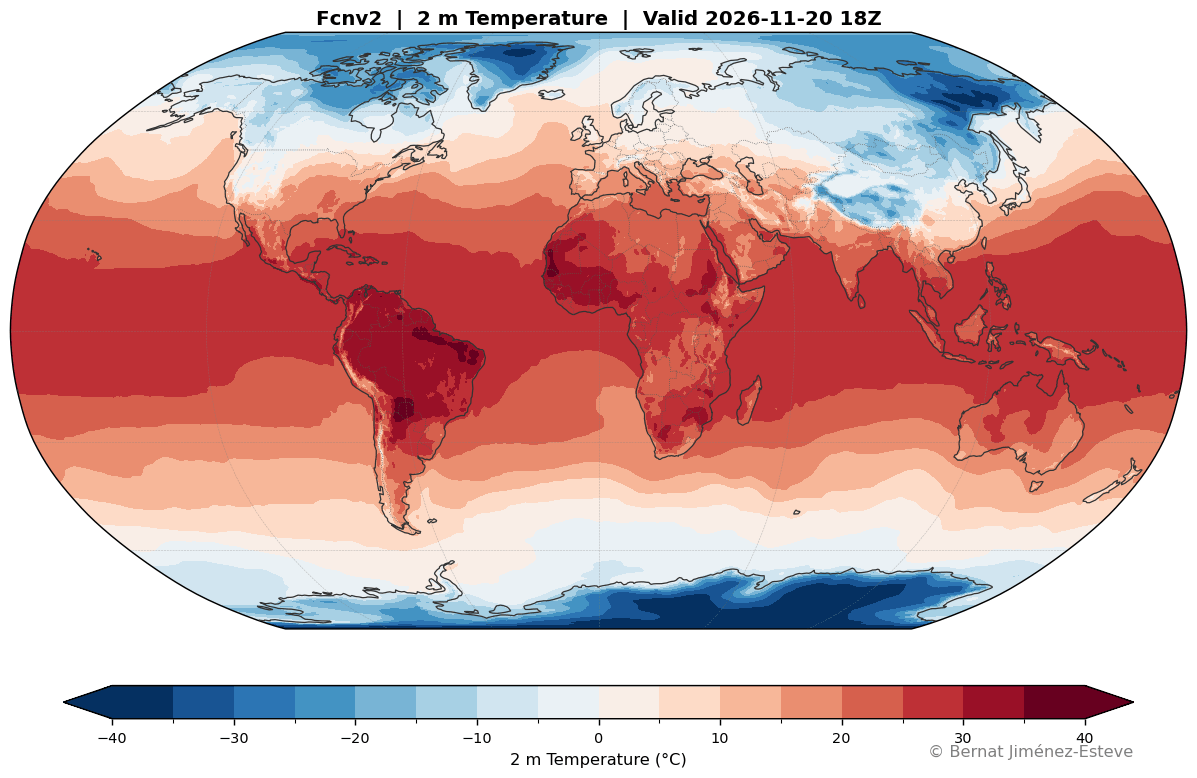 Fcnv2 | 2 m Temperature | Valid 2026-11-20 18Z
−40 −30 −20 −10 0 10 20 30 40
2 m Temperature (°C)
© Bernat Jiménez-Esteve